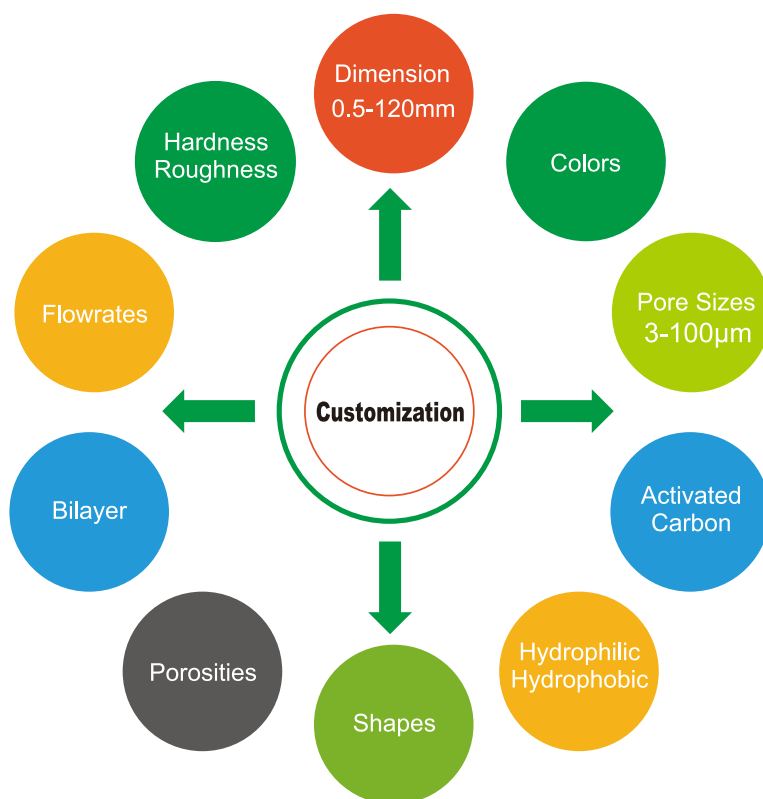 Dimension
0.5-120mm
Hardness
Roughness
Colors
Flowrates
Pore Sizes
3-100μm
Customization
Bilayer
Activated
Carbon
Porosities
Hydrophilic
Hydrophobic
Shapes